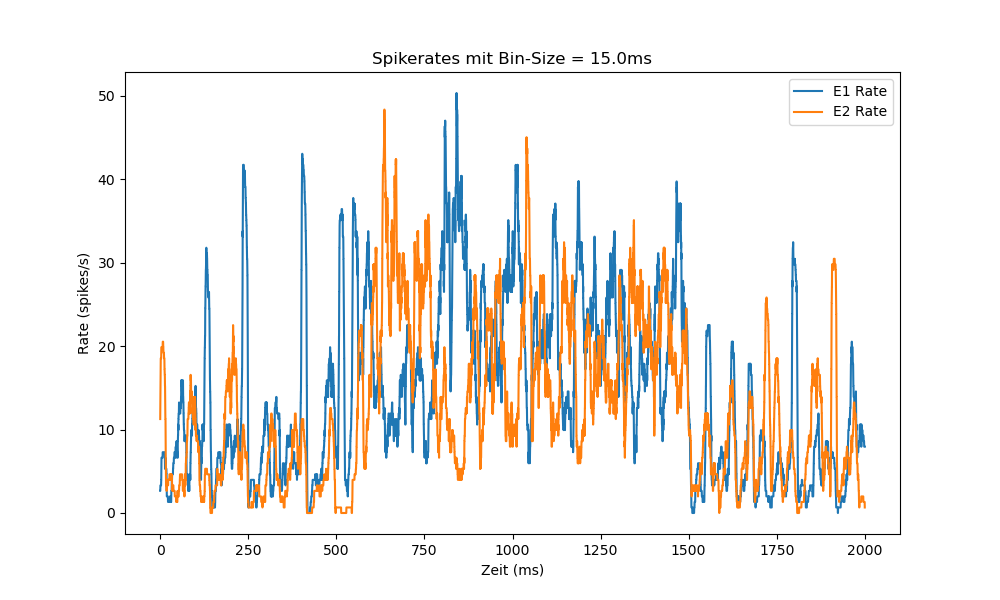 Spikerates mit Bin-Size = 15.0ms
E1 Rate
E2 Rate
Rate (spikes/s)
50
40
30
20
10
0
0 250 500 750 1000 1250 1500 1750 2000
Zeit (ms)